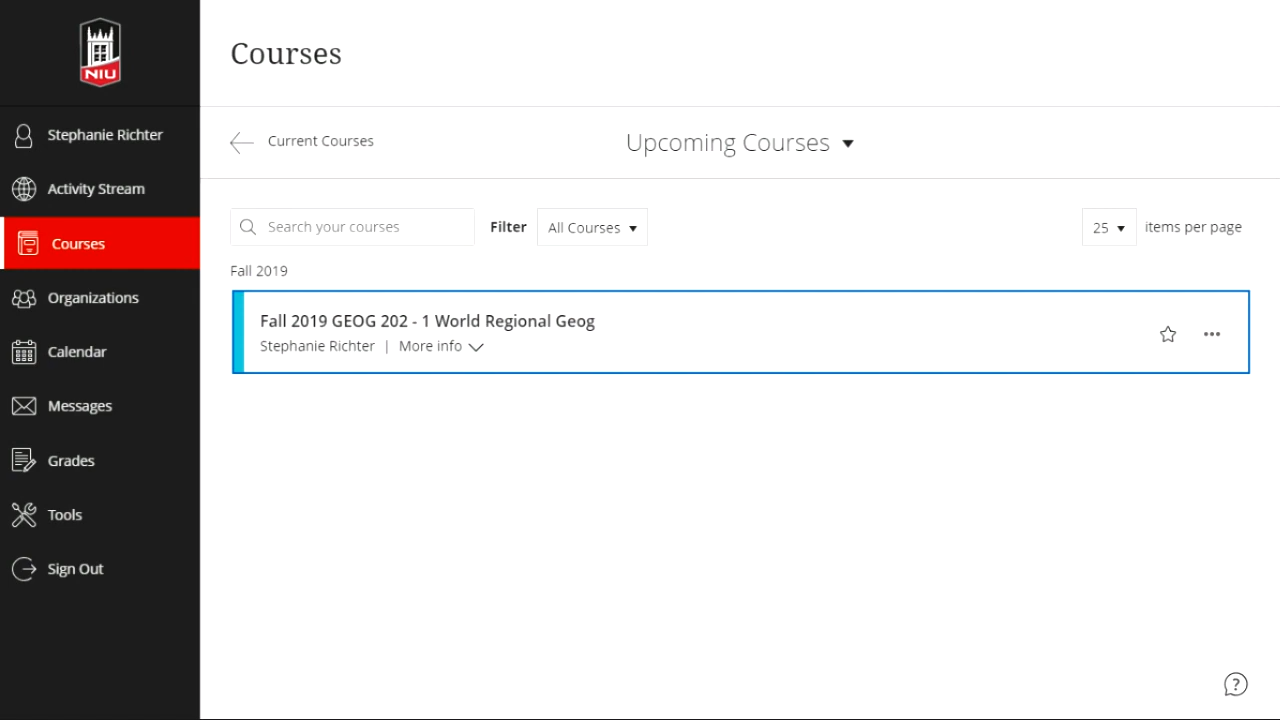 NIU
Stephanie Richter
Activity Stream
Courses
Organizations
Calendar
Messages
Grades
Tools
Sign Out
Courses
Current Courses
Upcoming Courses
Search your courses
Filter
All Courses
25
items per page
Fall 2019
Fall 2019 GEOG 202 - 1 World Regional Geog
Stephanie Richter | More info
?